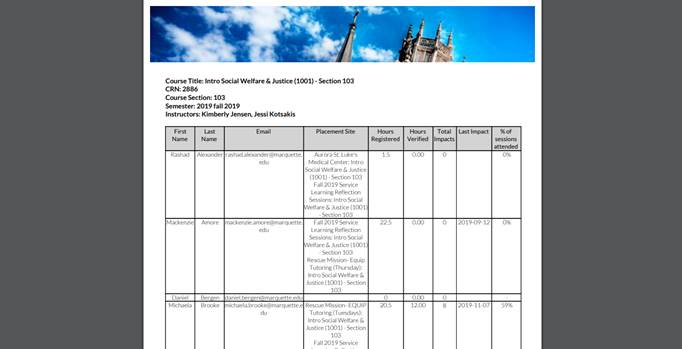 Course Title: Intro Social Welfare & Justice (1001) - Section 103
CRN: 2886
Course Section: 103
Semester: 2019 fall 2019
Instructors: Kimberly Jensen, Jessi Kotsakis
First Name Last Name Email Placement Site Hours Registered Hours Verified Total Impacts Last Impact % of sessions attended
Rashad Alexander rashad.alexander@marquette. 1.5 0.00 0 0%
edu
Aurora St. Luke's
Medical Center: Intro
Social Welfare & Justice
(1001) - Section 103
Fall 2019 Service
Learning Reflection
Sessions: Intro Social
Welfare & Justice (1001)
- Section 103
Mackenzie Amore mackenzie.amore@marquette. 22.5 0.00 0 2019-09-12 0%
edu
Fall 2019 Service
Learning Reflection
Sessions: Intro Social
Welfare & Justice (1001)
- Section 103
Rescue Mission- Equip
Tutoring (Thursday):
Intro Social Welfare &
Justice (1001) - Section
103
Daniel Bergen daniel.bergen@marquette.edu 0 0.00 0
Michaela Brooke michaela.brooke@marquette.e 20.5 12.00 8 2019-11-07 59%
du
Rescue Mission- EQUIP
Tutoring (Tuesdays):
Intro Social Welfare &
Justice (1001) - Section
103
Fall 2019 Service